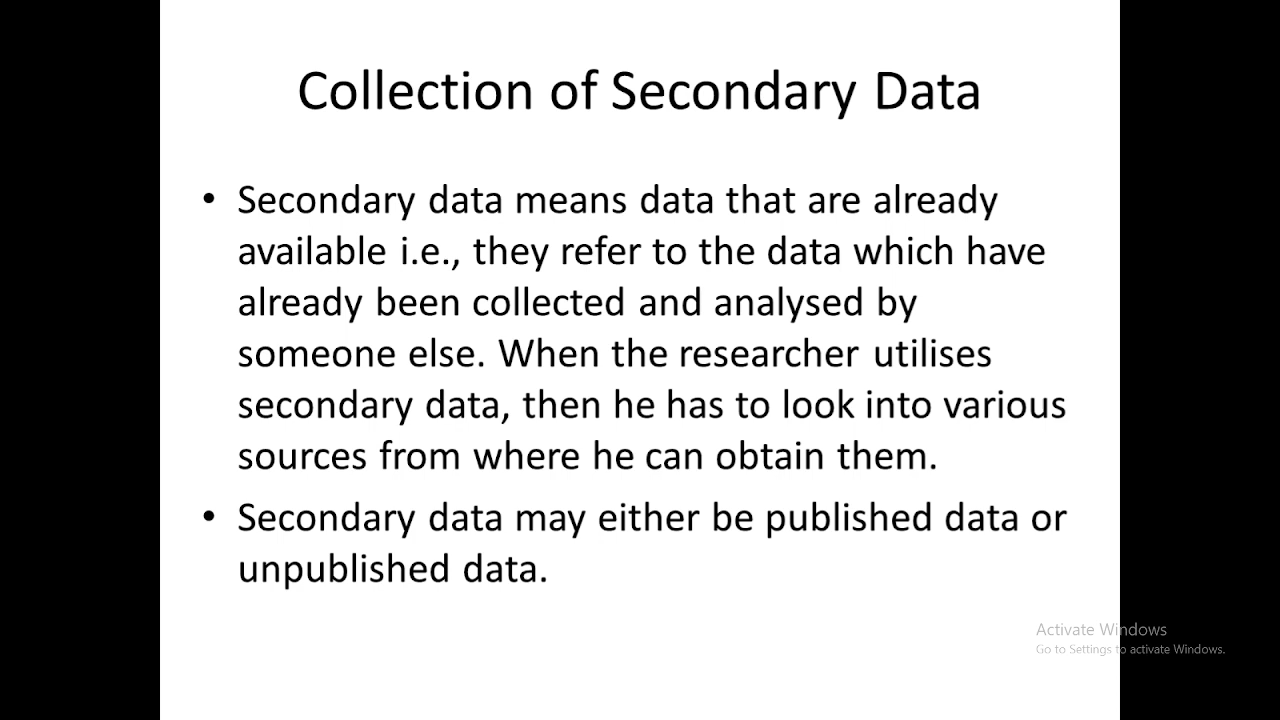 Collection of Secondary Data
• Secondary data means data that are already
available i.e., they refer to the data which have
already been collected and analysed by
someone else. When the researcher utilises
secondary data, then he has to look into various
sources from where he can obtain them.
• Secondary data may either be published data or
unpublished data.
Activate Windows
Go to Settings to activate Windows.